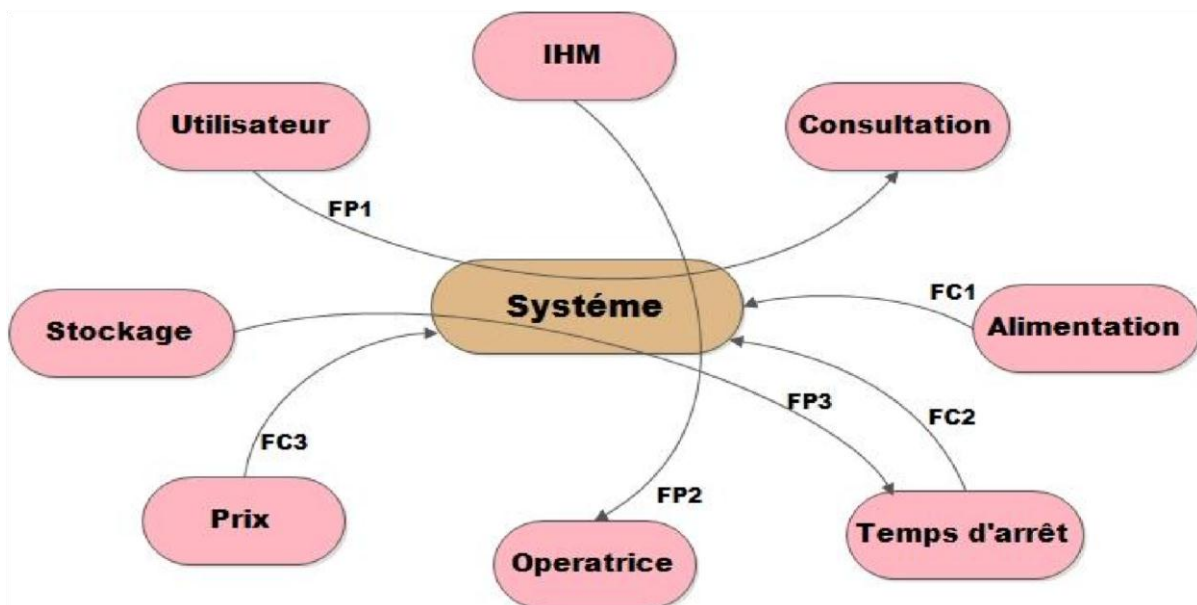 IHM
Utilisateur
Consultation
FP1
Systéme
FC1
Stockage
Alimentation
FP3
FC2
FC3
FP2
Prix
Temps d'arrêt
Operatrice